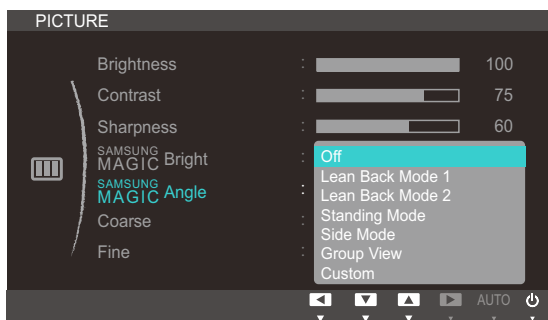 PICTURE
Brightness : 100
Contrast : 75
Sharpness : 60
SAMSUNG MAGIC Bright :
SAMSUNG MAGIC Angle :
Coarse :
Fine :
Off
Lean Back Mode 1
Lean Back Mode 2
Standing Mode
Side Mode
Group View
Custom
AUTO